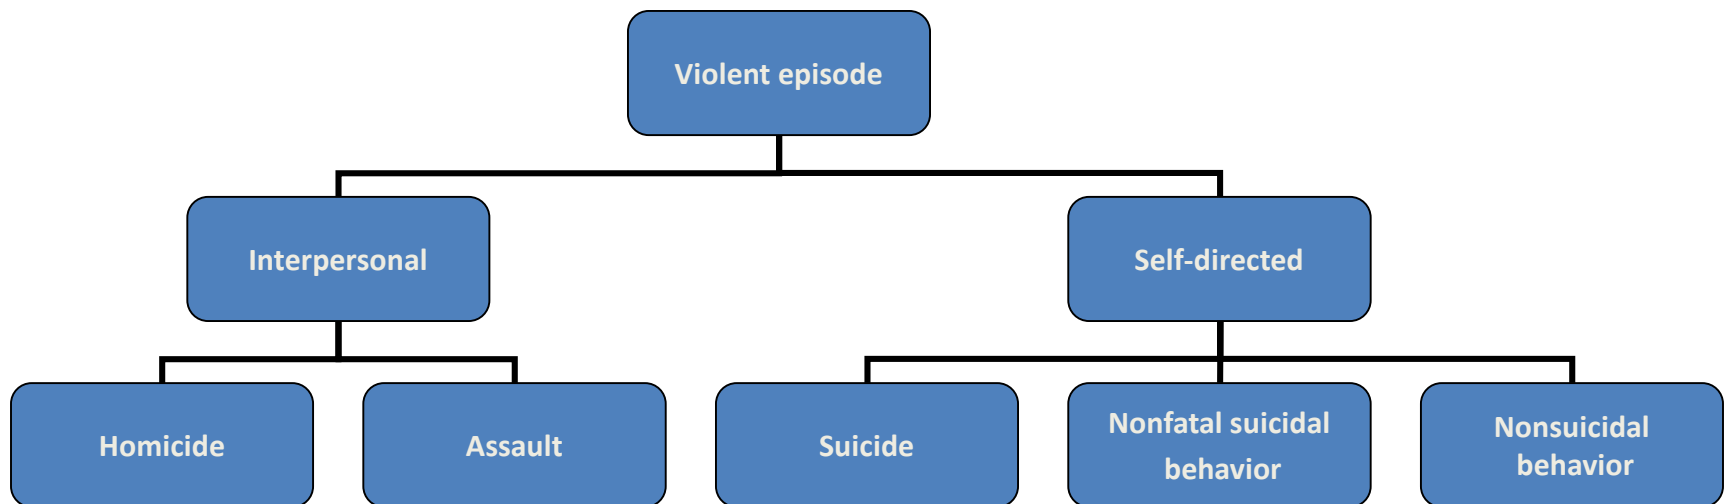 Violent episode
Interpersonal
Self-directed
Homicide
Assault
Suicide
Nonfatal suicidal
behavior
Nonsuicidal
behavior